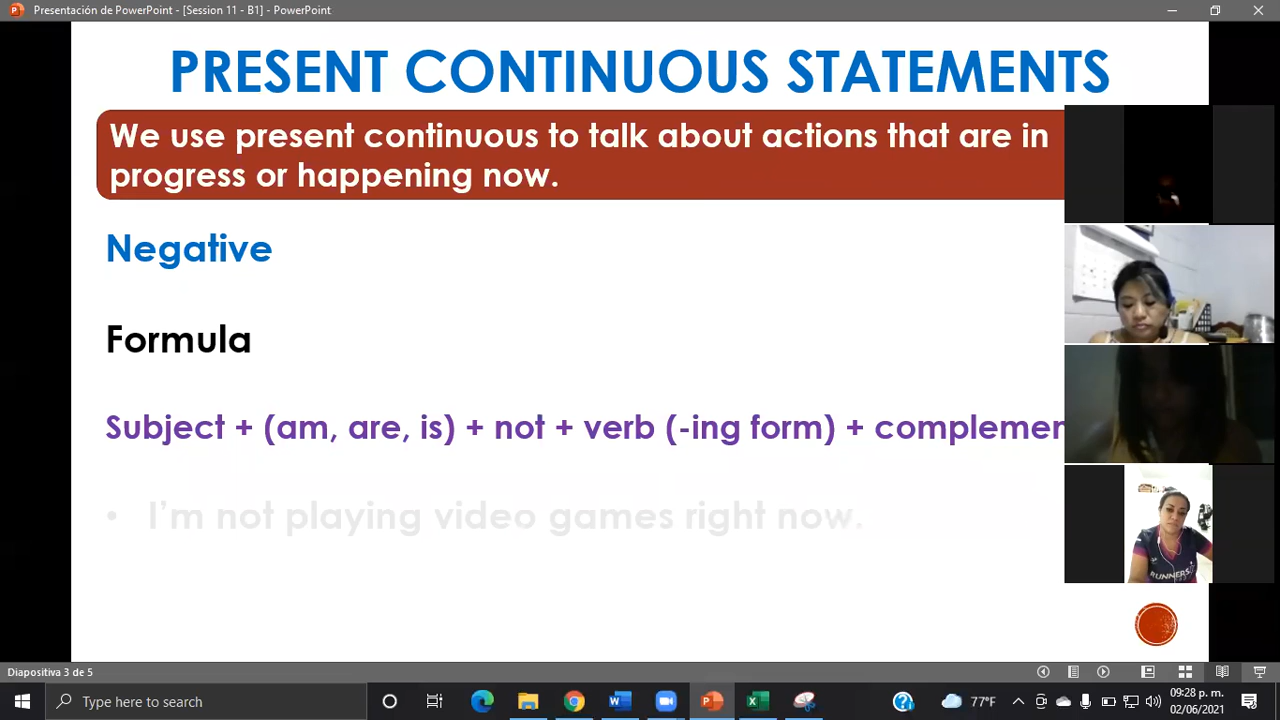 Presentación de PowerPoint - [Session 11 - B1] - PowerPoint
PRESENT CONTINUOUS STATEMENTS
We use present continuous to talk about actions that are in
progress or happening now.
Negative
Formula
Subject + (am, are, is) + not + verb (-ing form) + complemen
• I'm not playing video games right now.
RUNNERS
Diapositiva 3 de 5
Type here to search
77°F
09:28 p. m.
02/06/2021